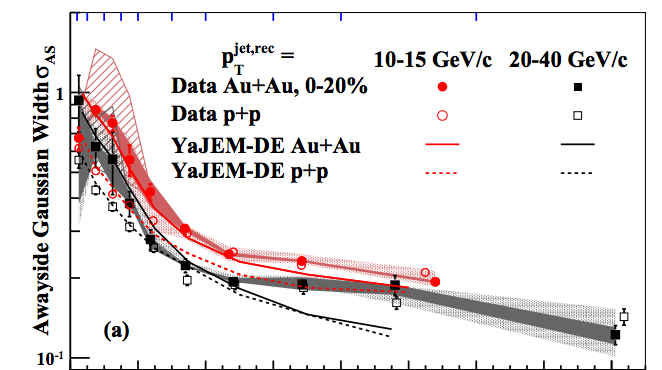 p_T^jet,rec = 10-15 GeV/c 20-40 GeV/c
Data Au+Au, 0-20%
Data p+p
YaJEM-DE Au+Au
YaJEM-DE p+p
Awayside Gaussian Width σ_AS
1
10^-1
(a)